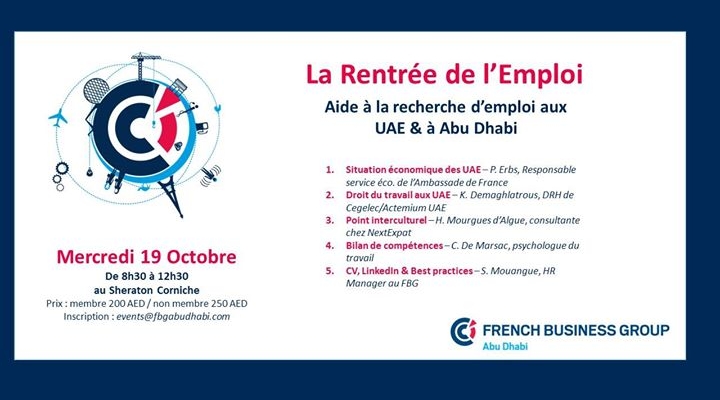 La Rentrée de l'Emploi
Aide à la recherche d'emploi aux
UAE & à Abu Dhabi
1. Situation économique des UAE – P. Erbs, Responsable
service éco. de l'Ambassade de France
2. Droit du travail aux UAE – K. Demaghlatrous, DRH de
Cegelec/Actemium UAE
3. Point interculturel – H. Mourgues d'Algue, consultante
chez NextExpat
4. Bilan de compétences – C. De Marsac, psychologue du
travail
5. CV, LinkedIn & Best practices – S. Mouangue, HR
Manager au FBG
Mercredi 19 Octobre
De 8h30 à 12h30
au Sheraton Corniche
Prix : membre 200 AED / non membre 250 AED
Inscription : events@fbgabudhabi.com
FRENCH BUSINESS GROUP
Abu Dhabi